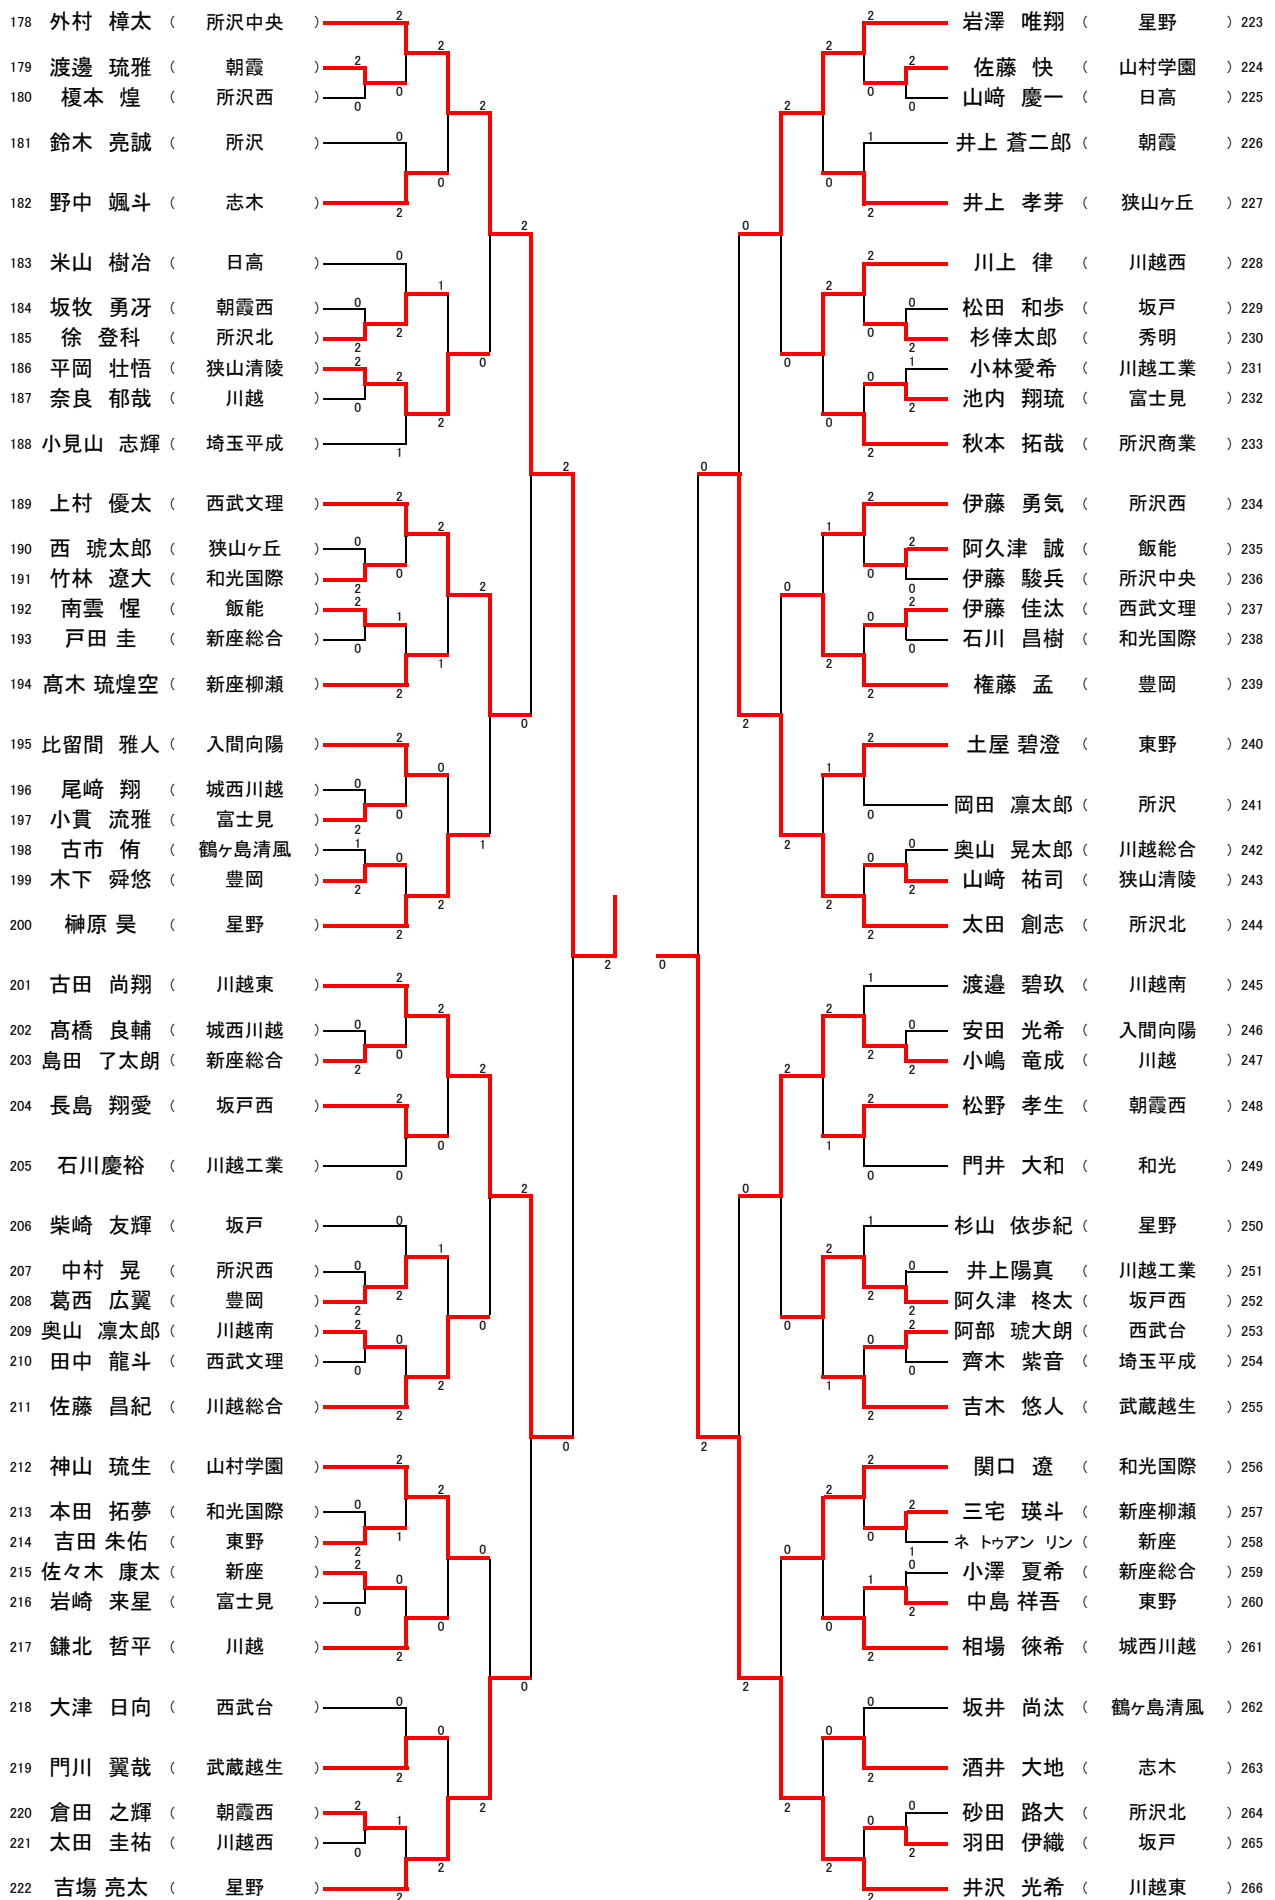 178 外村 樟太 （ 所沢中央 ）
179 渡邊 琉雅 （ 朝霞 ）
180 榎本 煌 （ 所沢西 ）
181 鈴木 亮誠 （ 所沢 ）
182 野中 颯斗 （ 志木 ）
183 米山 樹冶 （ 日高 ）
184 坂牧 勇冴 （ 朝霞西 ）
185 徐 登科 （ 所沢北 ）
186 平岡 壮悟 （ 狭山清陵 ）
187 奈良 郁哉 （ 川越 ）
188 小見山 志輝 （ 埼玉平成 ）
189 上村 優太 （ 西武文理 ）
190 西 琥太郎 （ 狭山ヶ丘 ）
191 竹林 遼大 （ 和光国際 ）
192 南雲 惺 （ 飯能 ）
193 戸田 圭 （ 新座総合 ）
194 髙木 琉煌空 （ 新座柳瀬 ）
195 比留間 雅人 （ 入間向陽 ）
196 尾﨑 翔 （ 城西川越 ）
197 小貫 流雅 （ 富士見 ）
198 古市 侑 （ 鶴ヶ島清風 ）
199 木下 舜悠 （ 豊岡 ）
200 榊原 昊 （ 星野 ）
201 古田 尚翔 （ 川越東 ）
202 髙橋 良輔 （ 城西川越 ）
203 島田 了太朗 （ 新座総合 ）
204 長島 翔愛 （ 坂戸西 ）
205 石川慶裕 （ 川越工業 ）
206 柴崎 友輝 （ 坂戸 ）
207 中村 晃 （ 所沢西 ）
208 葛西 広翼 （ 豊岡 ）
209 奥山 凛太郎 （ 川越南 ）
210 田中 龍斗 （ 西武文理 ）
211 佐藤 昌紀 （ 川越総合 ）
212 神山 琉生 （ 山村学園 ）
213 本田 拓夢 （ 和光国際 ）
214 吉田 朱佑 （ 東野 ）
215 佐々木 康太 （ 新座 ）
216 岩崎 来星 （ 富士見 ）
217 鎌北 哲平 （ 川越 ）
218 大津 日向 （ 西武台 ）
219 門川 翼哉 （ 武蔵越生 ）
220 倉田 之輝 （ 朝霞西 ）
221 太田 圭祐 （ 川越西 ）
222 吉塲 亮太 （ 星野 ）
岩澤 唯翔 （ 星野 ） 223
佐藤 快 （ 山村学園 ） 224
山﨑 慶一 （ 日高 ） 225
井上 蒼二郎 （ 朝霞 ） 226
井上 孝芽 （ 狭山ヶ丘 ） 227
川上 律 （ 川越西 ） 228
松田 和歩 （ 坂戸 ） 229
杉倖太郎 （ 秀明 ） 230
小林愛希 （ 川越工業 ） 231
池内 翔琉 （ 富士見 ） 232
秋本 拓哉 （ 所沢商業 ） 233
伊藤 勇気 （ 所沢西 ） 234
阿久津 誠 （ 飯能 ） 235
伊藤 駿兵 （ 所沢中央 ） 236
伊藤 佳汰 （ 西武文理 ） 237
石川 昌樹 （ 和光国際 ） 238
権藤 孟 （ 豊岡 ） 239
土屋 碧澄 （ 東野 ） 240
岡田 凛太郎 （ 所沢 ） 241
奥山 晃太郎 （ 川越総合 ） 242
山﨑 祐司 （ 狭山清陵 ） 243
太田 創志 （ 所沢北 ） 244
渡邉 碧玖 （ 川越南 ） 245
安田 光希 （ 入間向陽 ） 246
小嶋 竜成 （ 川越 ） 247
松野 孝生 （ 朝霞西 ） 248
門井 大和 （ 和光 ） 249
杉山 依歩紀 （ 星野 ） 250
井上陽真 （ 川越工業 ） 251
阿久津 柊太 （ 坂戸西 ） 252
阿部 琥大朗 （ 西武台 ） 253
齊木 紫音 （ 埼玉平成 ） 254
吉木 悠人 （ 武蔵越生 ） 255
関口 遼 （ 和光国際 ） 256
三宅 瑛斗 （ 新座柳瀬 ） 257
ネ トゥアン リン （ 新座 ） 258
小澤 夏希 （ 新座総合 ） 259
中島 祥吾 （ 東野 ） 260
相場 徠希 （ 城西川越 ） 261
坂井 尚汰 （ 鶴ヶ島清風 ） 262
酒井 大地 （ 志木 ） 263
砂田 路大 （ 所沢北 ） 264
羽田 伊織 （ 坂戸 ） 265
井沢 光希 （ 川越東 ） 266